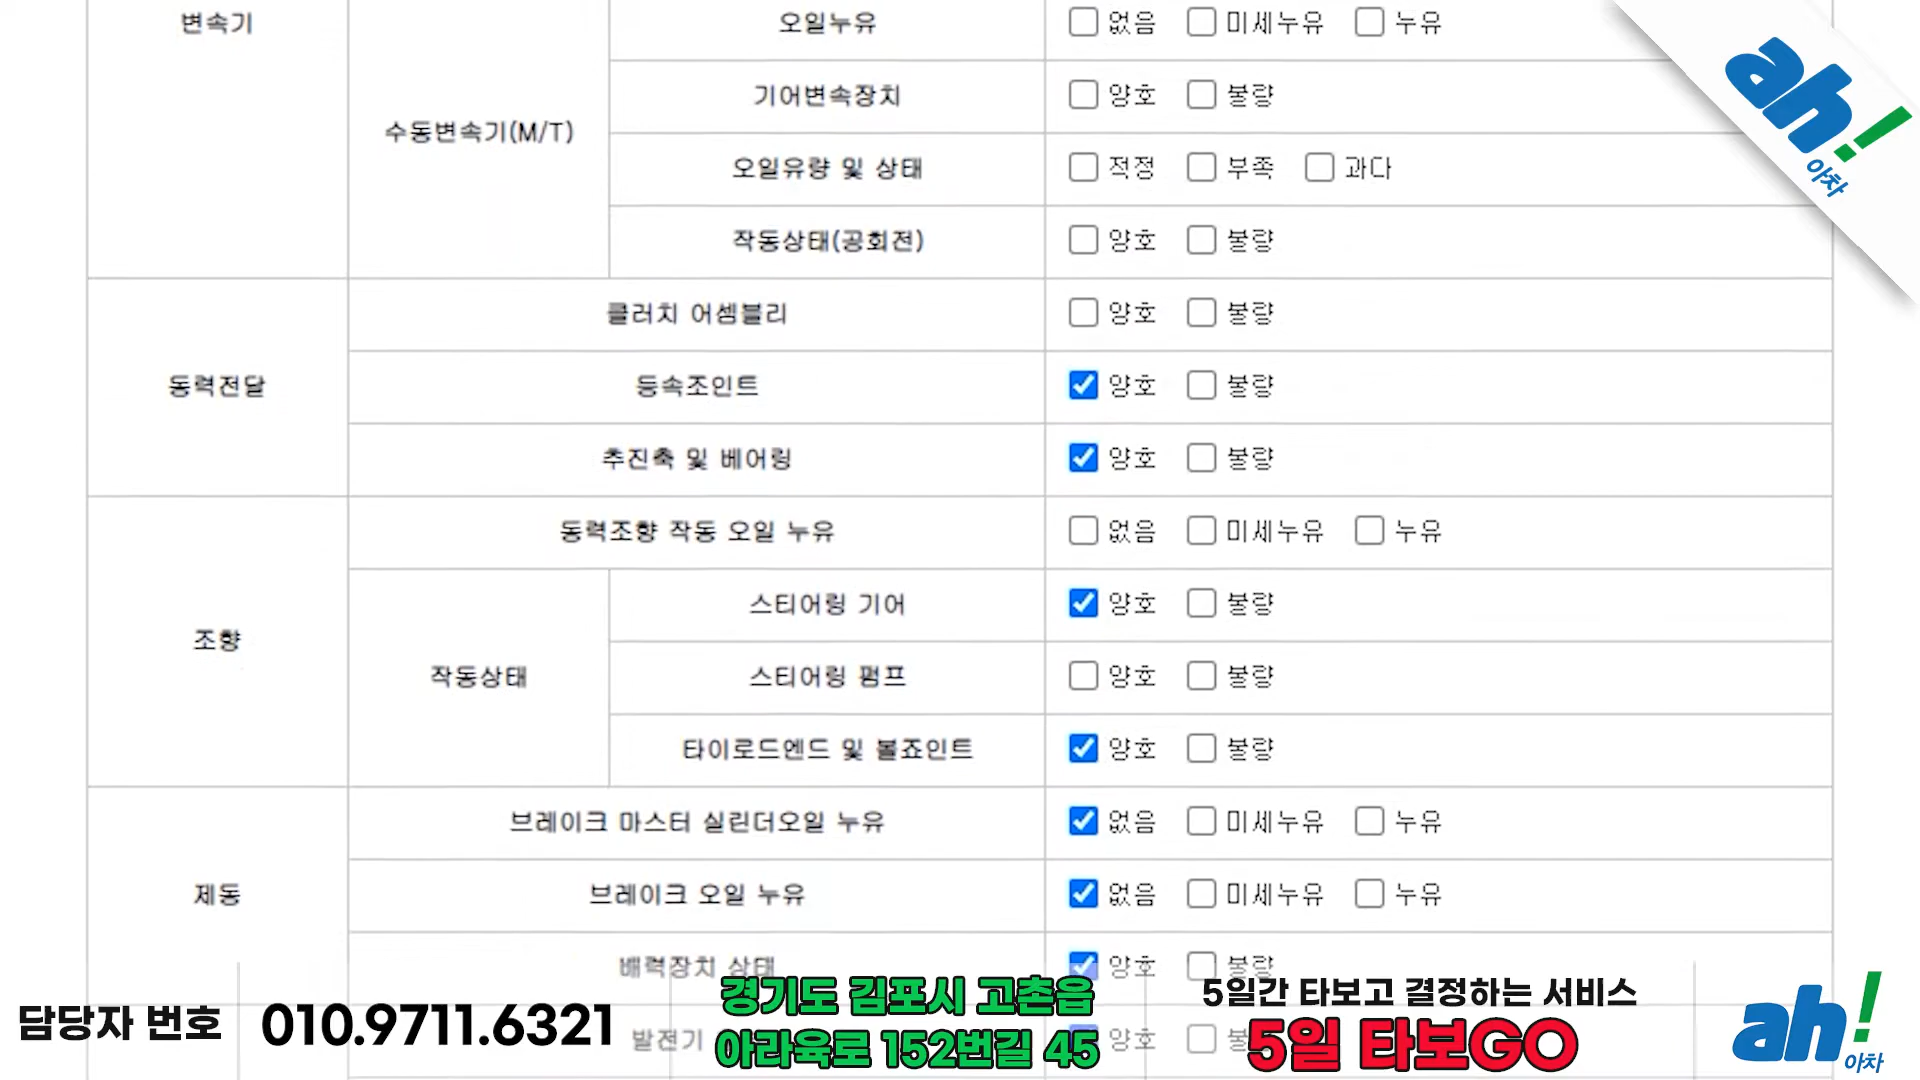 변속기
수동변속기(M/T)
오일누유 없음 미세누유 누유
기어변속장치 양호 불량
오일유량 및 상태 적정 부족 과다
작동상태(공회전) 양호 불량
동력전달
클러치 어셈블리 양호 불량
등속조인트 양호 불량
추진축 및 베어링 양호 불량
조향
동력조향 작동 오일 누유 없음 미세누유 누유
작동상태
스티어링 기어 양호 불량
스티어링 펌프 양호 불량
타이로드엔드 및 볼죠인트 양호 불량
제동
브레이크 마스터 실린더오일 누유 없음 미세누유 누유
브레이크 오일 누유 없음 미세누유 누유
배력장치 상태 양호 불량
발전기 양호
담당자 번호 010.9711.6321
경기도 김포시 고촌읍
아라육로 152번길 45
5일간 타보고 결정하는 서비스
5일 타보GO
ah!
아차
ah!
아차